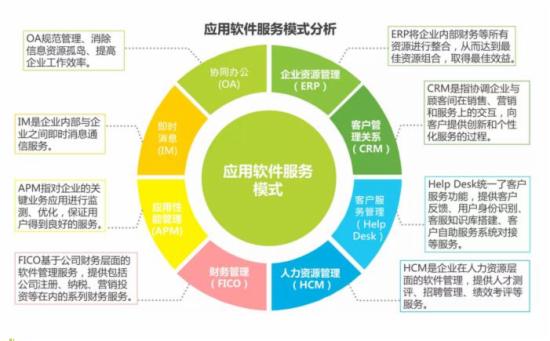 应用软件服务模式分析
OA规范管理、消除
信息资源孤岛、提高
企业工作效率。
ERP将企业内部财务等所有
资源进行整合，从而达到最
佳资源组合，取得最佳效益。
协同办公
(OA)
企业资源管理
(ERP)
IM是企业内部与企
业之间即时消息通
信服务。
即时
消息
(IM)
客户管
理关系
(CRM)
CRM是指协调企业与
顾客间在销售、营销
和服务上的交互，向
客户提供创新和个性
化服务的过程。
应用软件服务
模式
APM指对企业的关
键业务应用进行监
测、优化，保证用
户得到良好的服务。
应用性
能管理
(APM)
客户服
务管理
(Help
Desk)
Help Desk统一了客户
服务功能，提供客户
反馈、用户身份识别、
客服知识库搭建、客
户自助服务系统对接
等服务。
FICO基于公司财务层面的
软件管理服务，提供包括
公司注册、纳税、营销投
资等在内的系列财务服务。
财务管理
(FICO)
人力资源管理
(HCM)
HCM是企业在人力资源层
面的软件管理，提供人才测
评、招聘管理、绩效考评等
服务。